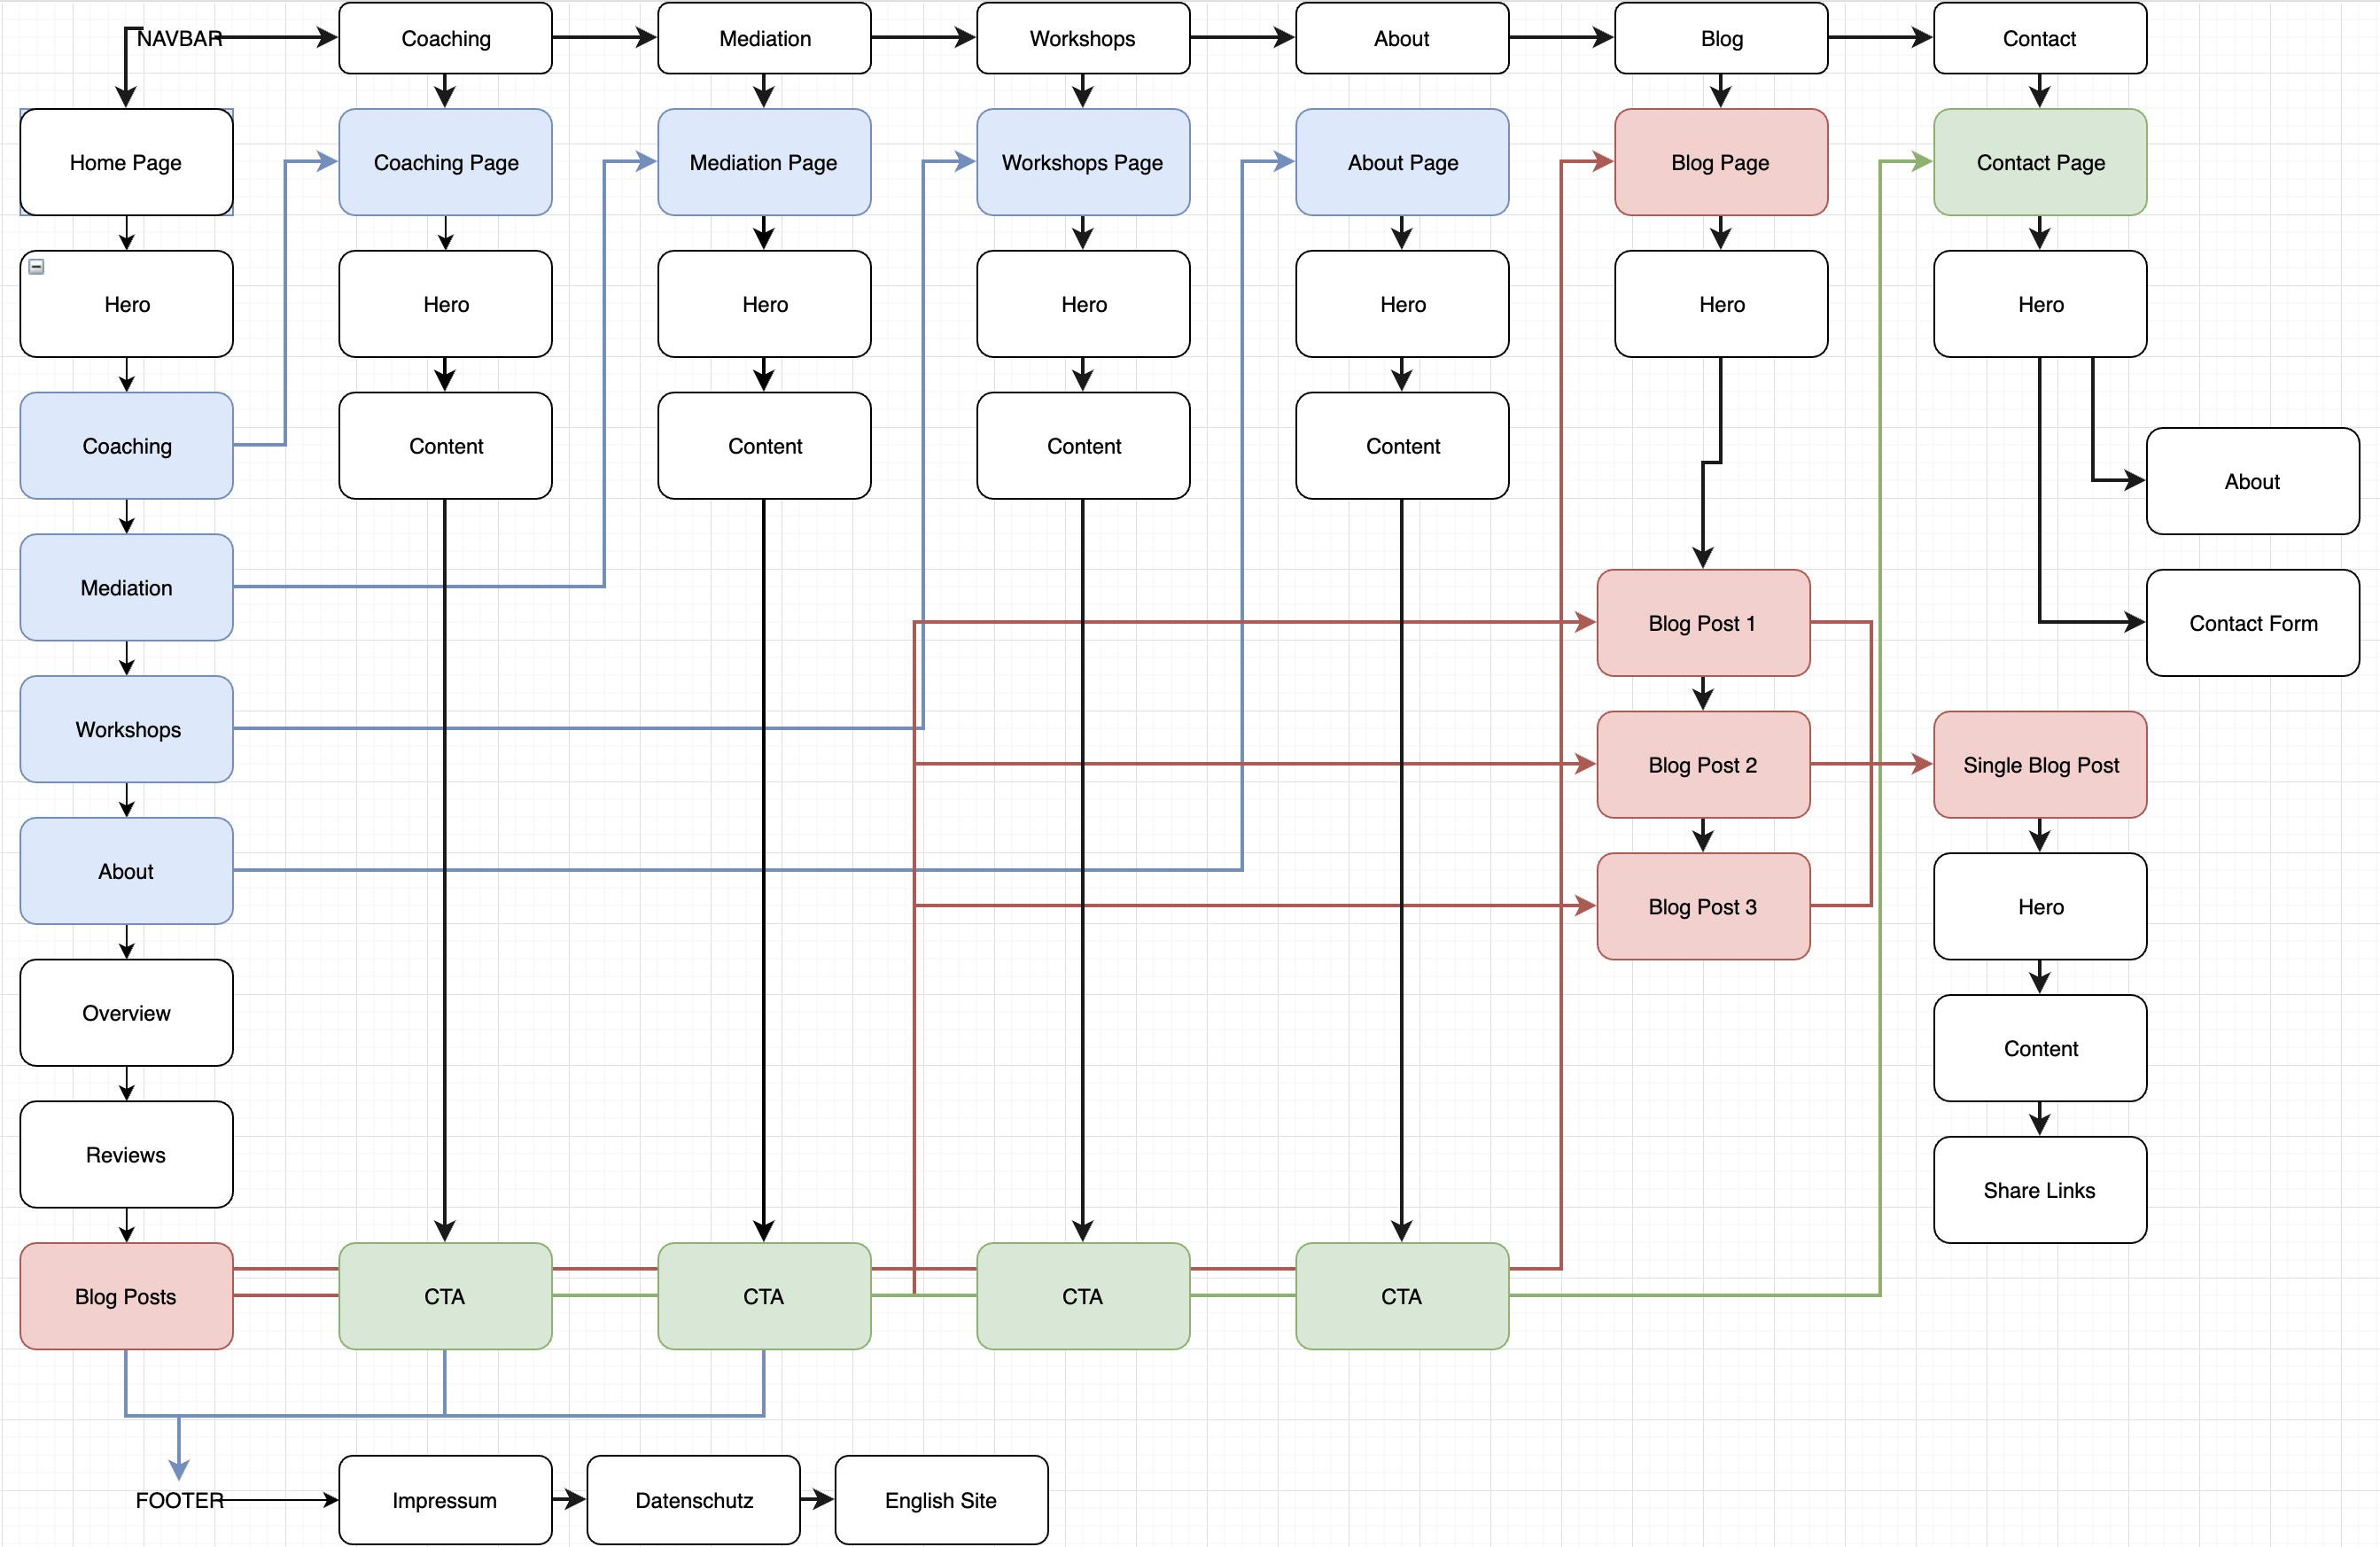 NAVBAR
Coaching
Mediation
Workshops
About
Blog
Contact
Home Page
Coaching Page
Mediation Page
Workshops Page
About Page
Blog Page
Contact Page
Hero
Hero
Hero
Hero
Hero
Hero
Hero
Coaching
Content
Content
Content
Content
About
Mediation
Blog Post 1
Contact Form
Workshops
Blog Post 2
Single Blog Post
About
Blog Post 3
Hero
Overview
Content
Reviews
Share Links
Blog Posts
CTA
CTA
CTA
CTA
FOOTER
Impressum
Datenschutz
English Site